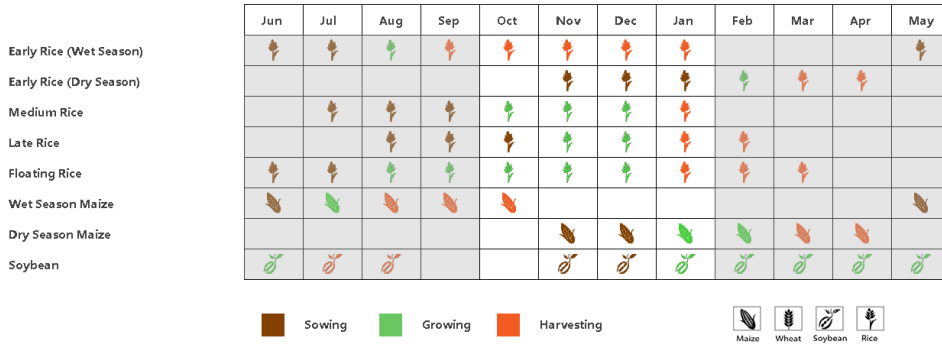 Jun Jul Aug Sep Oct Nov Dec Jan Feb Mar Apr May
Early Rice (Wet Season)
Early Rice (Dry Season)
Medium Rice
Late Rice
Floating Rice
Wet Season Maize
Dry Season Maize
Soybean
Sowing Growing Harvesting
Maize Wheat Soybean Rice